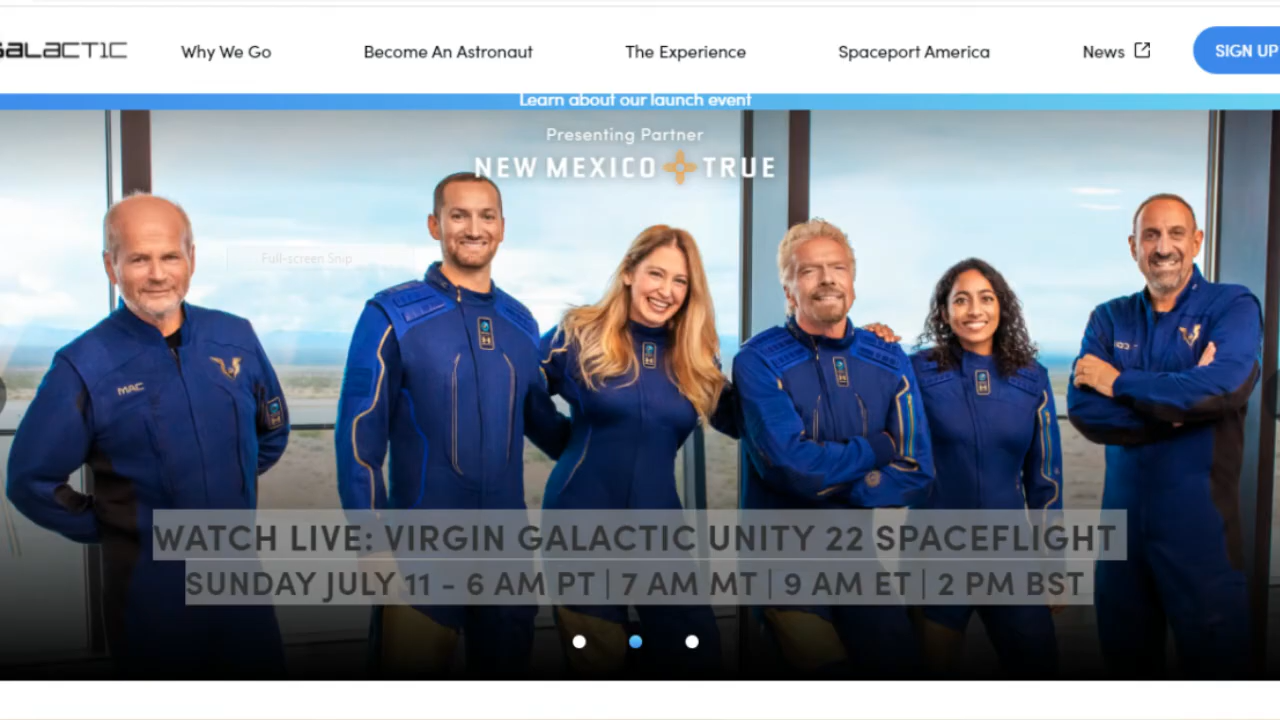 GALACTIC
Why We Go
Become An Astronaut
The Experience
Spaceport America
News
SIGN UP
Learn about our launch event
Presenting Partner
NEW MEXICO TRUE
Full-screen Snip
MAC
WATCH LIVE: VIRGIN GALACTIC UNITY 22 SPACEFLIGHT
SUNDAY JULY 11 - 6 AM PT | 7 AM MT | 9 AM ET | 2 PM BST